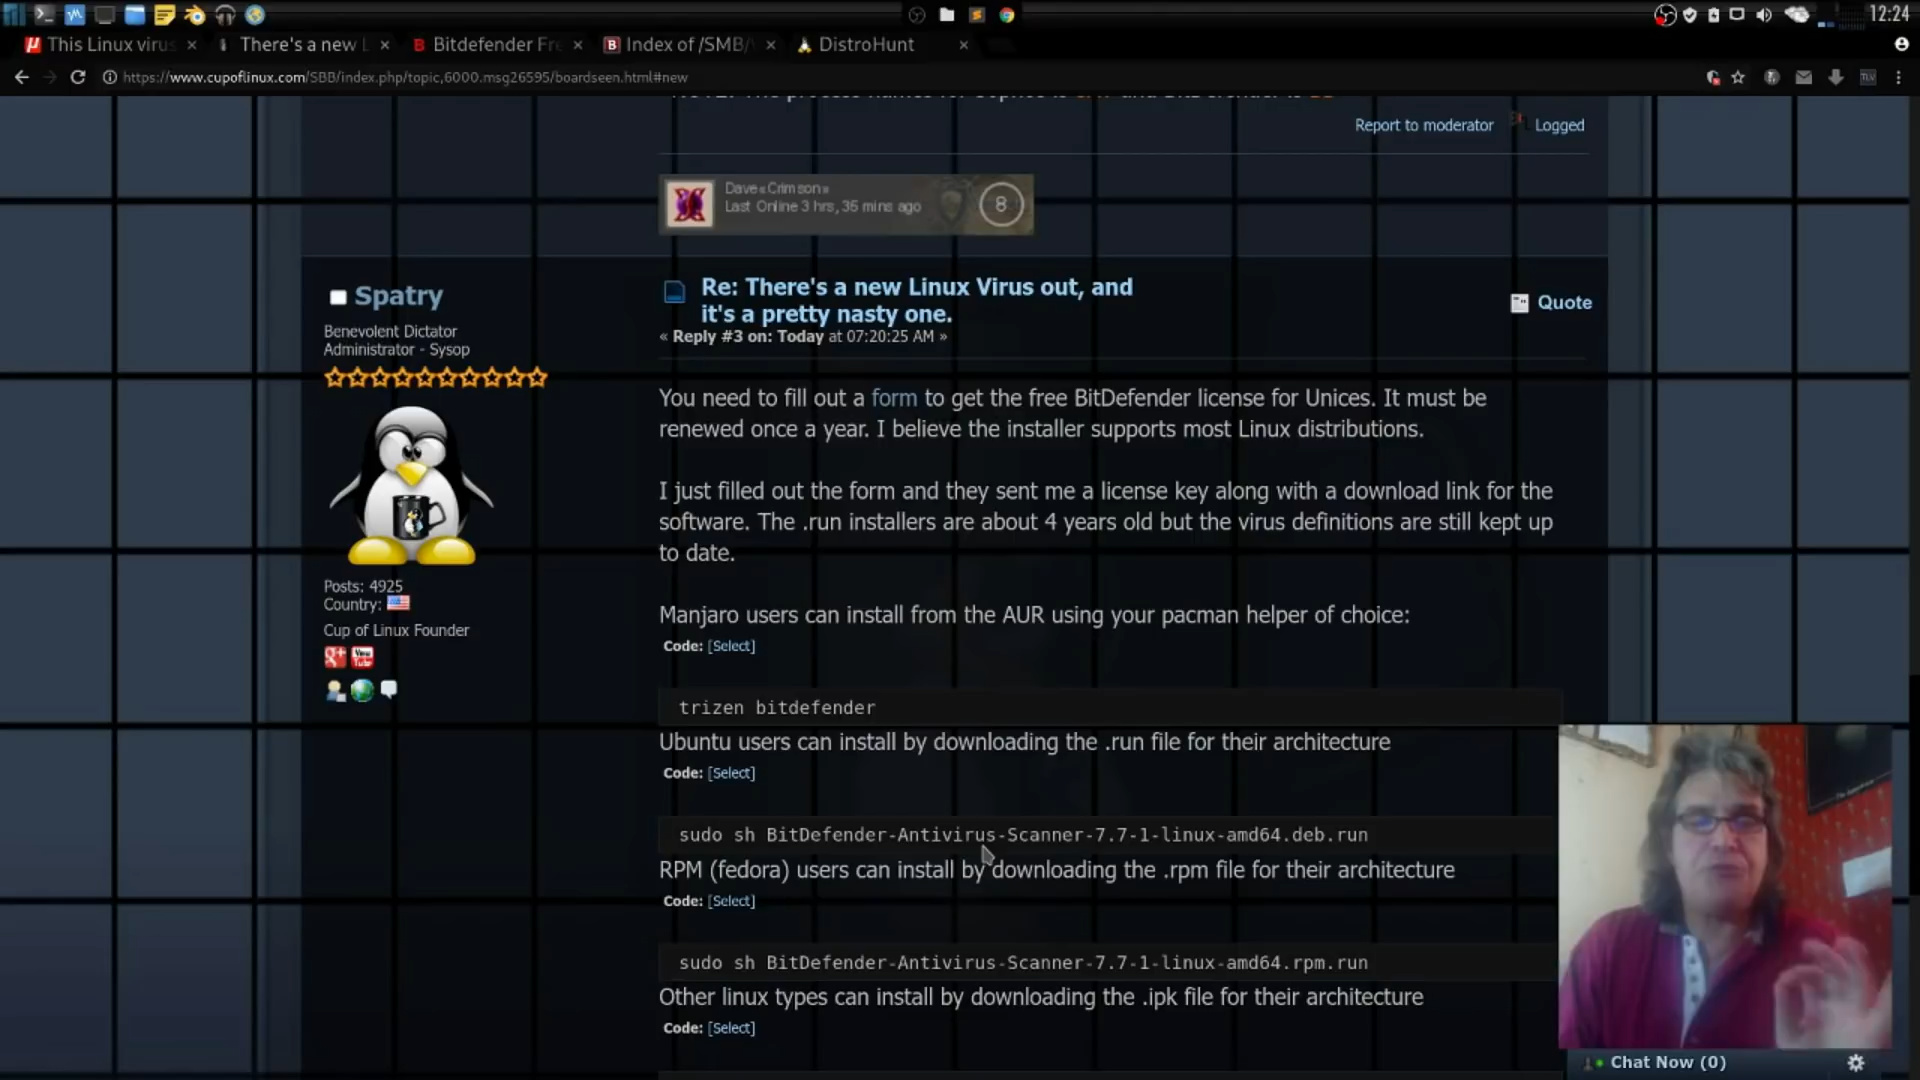 12:24
This Linux virus
There's a new L
Bitdefender Fre
Index of /SMB/
DistroHunt
https://www.cupoflinux.com/SBB/index.php/topic,6000.msg26595/boardseen.html#new
Report to moderator
Logged
Dave«Crimson»
Last Online 3 hrs, 35 mins ago
8
Spatry
Benevolent Dictator
Administrator - Sysop
Posts: 4925
Country:
Cup of Linux Founder
Re: There's a new Linux Virus out, and
it's a pretty nasty one.
« Reply #3 on: Today at 07:20:25 AM »
Quote
You need to fill out a form to get the free BitDefender license for Unices. It must be
renewed once a year. I believe the installer supports most Linux distributions.
I just filled out the form and they sent me a license key along with a download link for the
software. The .run installers are about 4 years old but the virus definitions are still kept up
to date.
Manjaro users can install from the AUR using your pacman helper of choice:
Code: [Select]
trizen bitdefender
Ubuntu users can install by downloading the .run file for their architecture
Code: [Select]
sudo sh BitDefender-Antivirus-Scanner-7.7-1-linux-amd64.deb.run
RPM (fedora) users can install by downloading the .rpm file for their architecture
Code: [Select]
sudo sh BitDefender-Antivirus-Scanner-7.7-1-linux-amd64.rpm.run
Other linux types can install by downloading the .ipk file for their architecture
Code: [Select]
Chat Now (0)